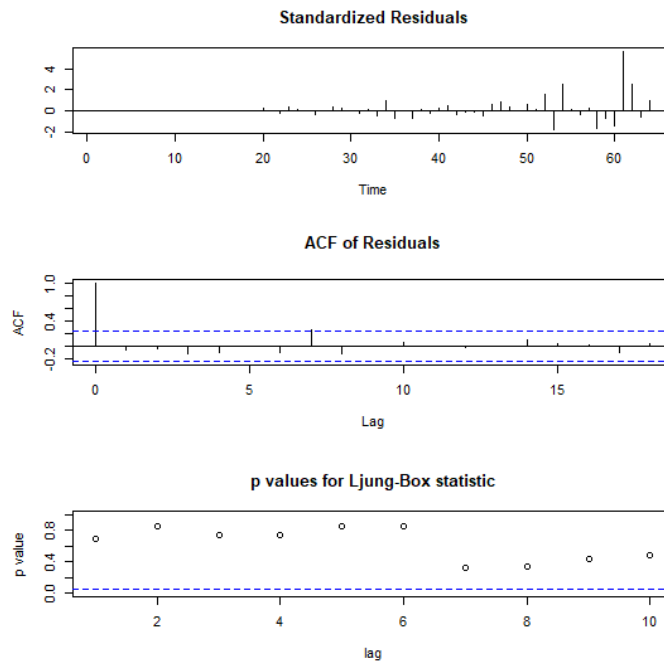 Standardized Residuals
4
2
0
-2
0 10 20 30 40 50 60
Time
ACF of Residuals
ACF
1.0
0.4
-0.2
0 5 10 15
Lag
p values for Ljung-Box statistic
p value
0.8
0.4
0.0
2 4 6 8 10
lag